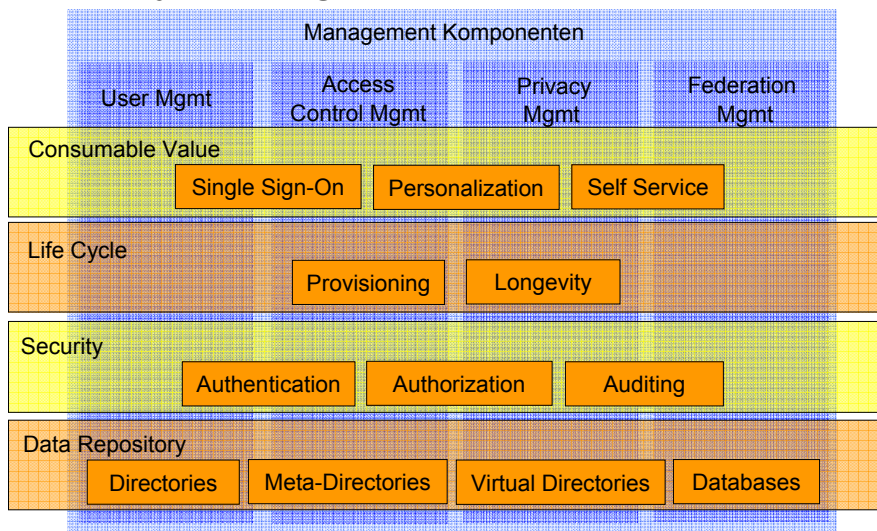 Management Komponenten
User Mgmt
Access
Control Mgmt
Privacy
Mgmt
Federation
Mgmt
Consumable Value
Single Sign-On
Personalization
Self Service
Life Cycle
Provisioning
Longevity
Security
Authentication
Authorization
Auditing
Data Repository
Directories
Meta-Directories
Virtual Directories
Databases